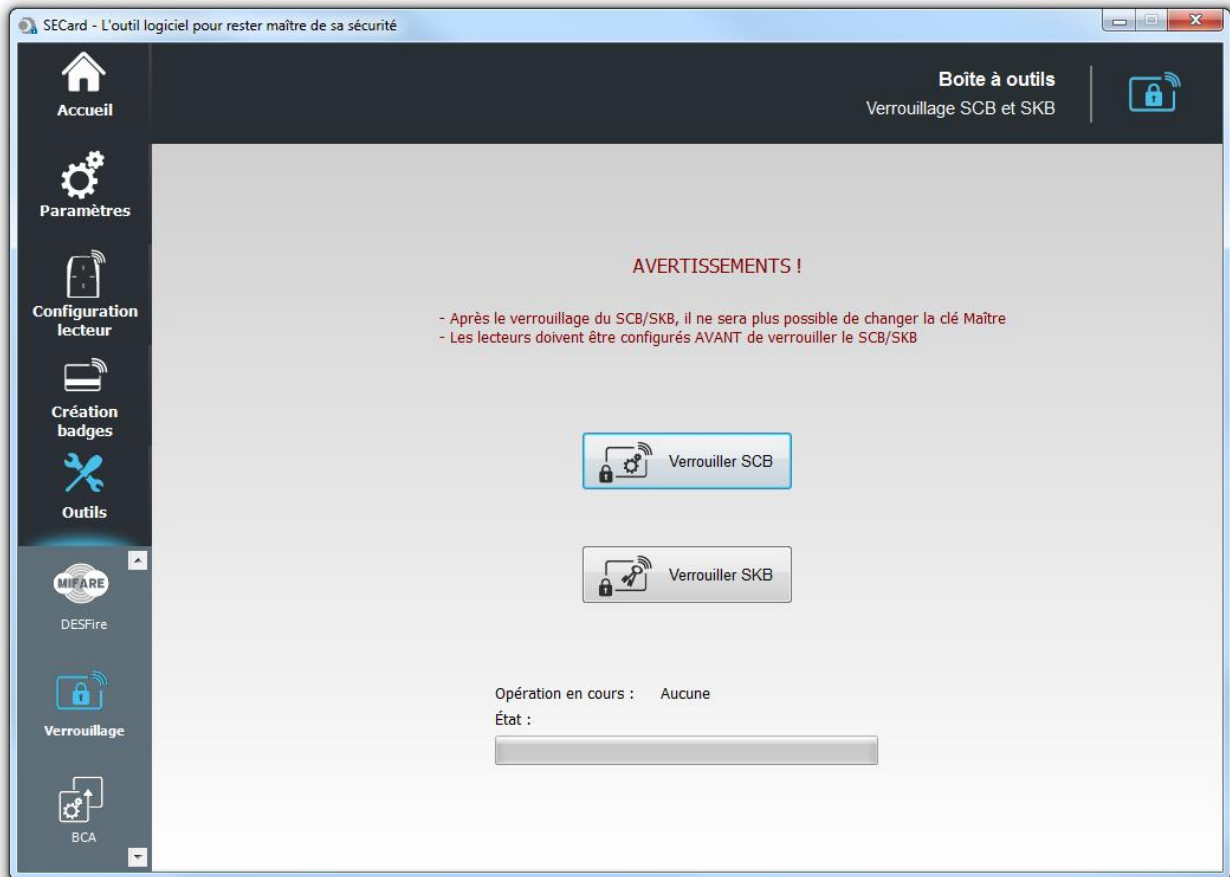 SECard - L'outil logiciel pour rester maître de sa sécurité
Accueil
Boîte à outils
Verrouillage SCB et SKB
Paramètres
Configuration
lecteur
Création
badges
Outils
MIFARE
DESFire
Verrouillage
BCA
AVERTISSEMENTS !
- Après le verrouillage du SCB/SKB, il ne sera plus possible de changer la clé Maître
- Les lecteurs doivent être configurés AVANT de verrouiller le SCB/SKB
Verrouiller SCB
Verrouiller SKB
Opération en cours : Aucune
État :